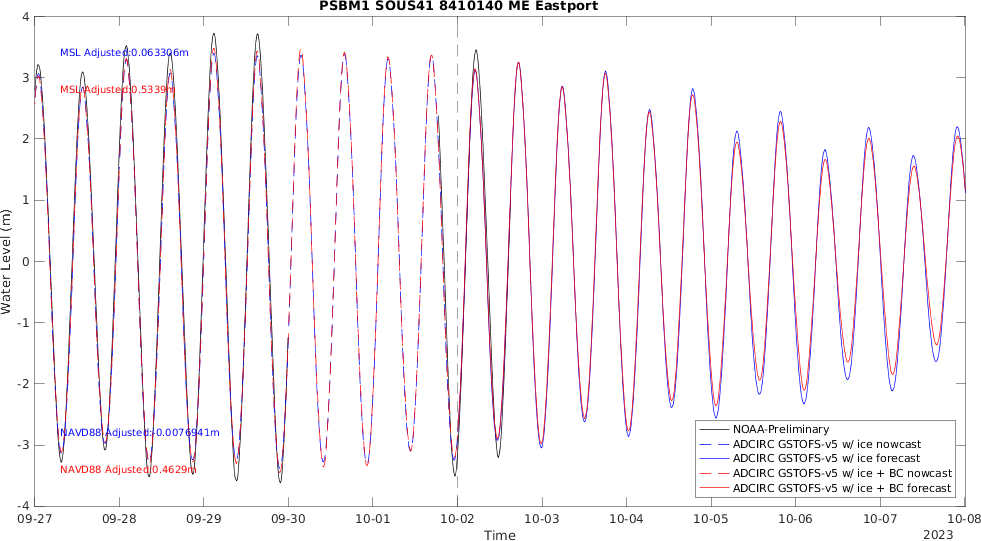 PSBM1 SOUS41 8410140 ME Eastport
4
3
2
1
0
-1
-2
-3
-4
Water Level (m)
MSL Adjusted:0.063306m
MSL Adjusted:0.5339m
NAVD88 Adjusted:-0.0076941m
NAVD88 Adjusted:0.4629m
NOAA-Preliminary
ADCIRC GSTOFS-v5 w/ ice nowcast
ADCIRC GSTOFS-v5 w/ ice forecast
ADCIRC GSTOFS-v5 w/ ice + BC nowcast
ADCIRC GSTOFS-v5 w/ ice + BC forecast
09-27 09-28 09-29 09-30 10-01 10-02 10-03 10-04 10-05 10-06 10-07 10-08
Time
2023